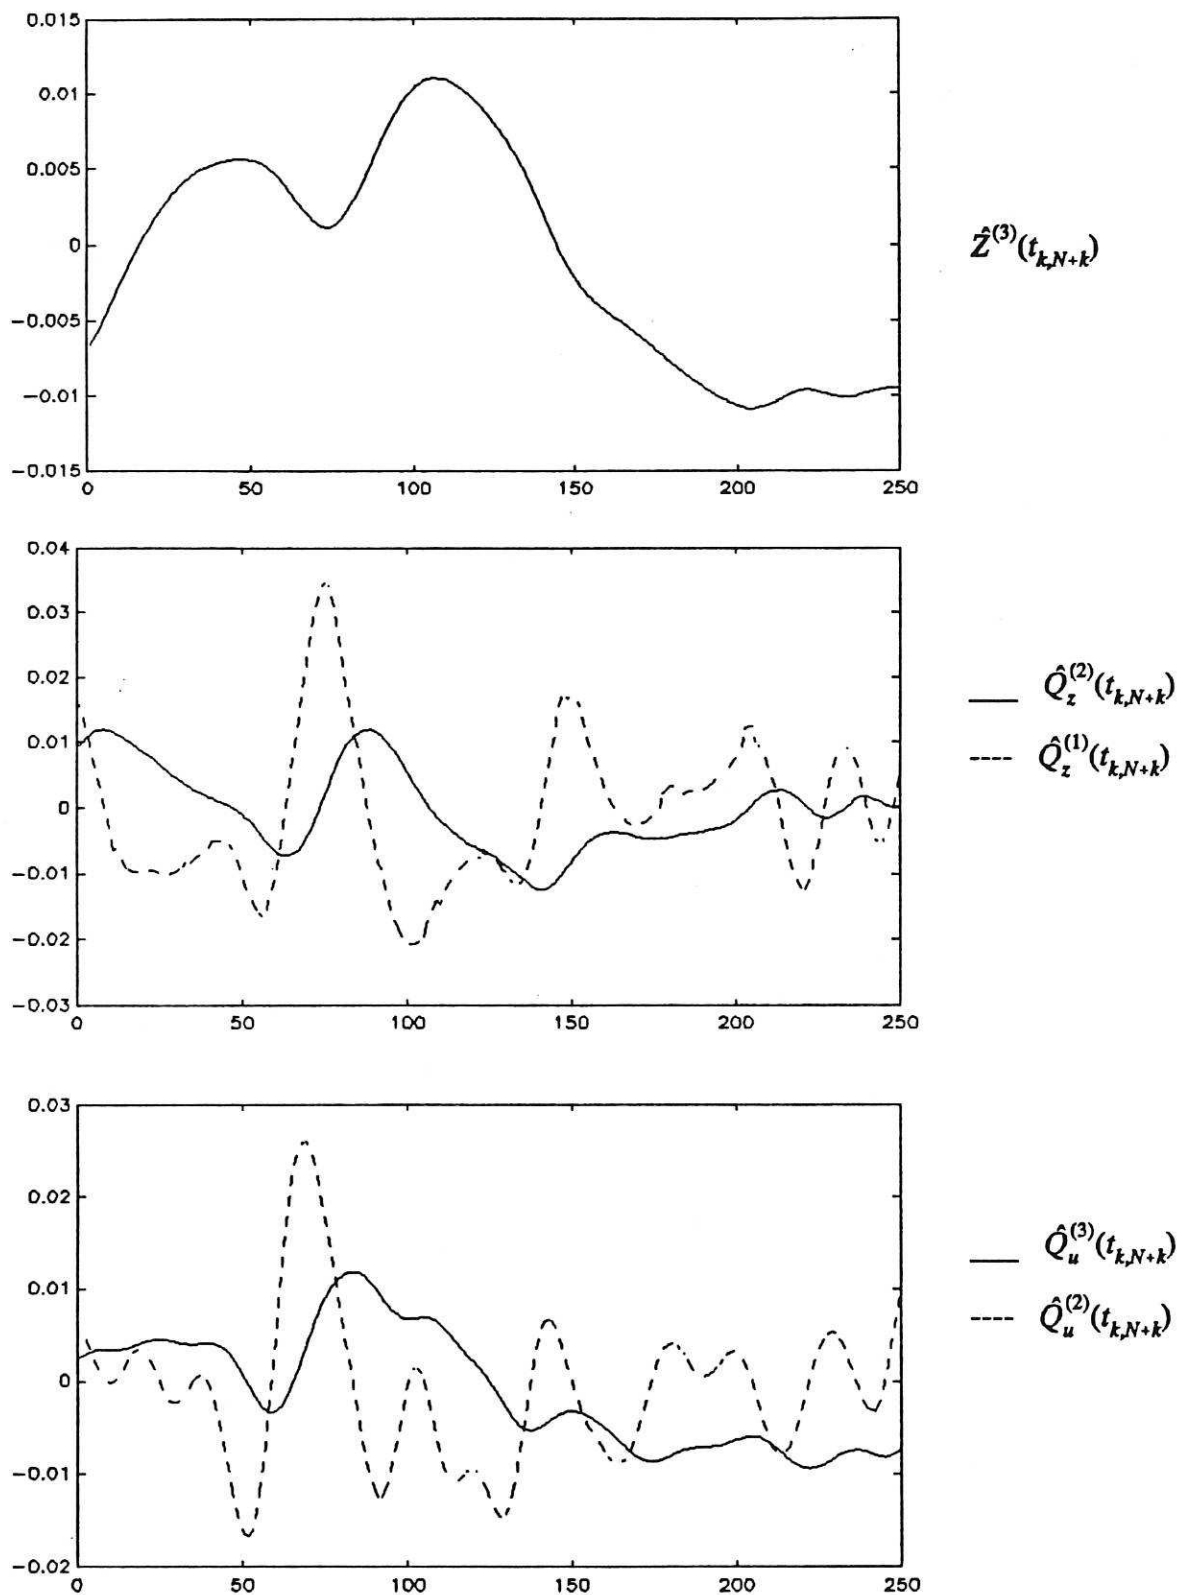 0.015
0.01
0.005
0
−0.005
−0.01
−0.015
0 50 100 150 200 250
Ẑ^(3)(t_{k,N+k})
0.04
0.03
0.02
0.01
0
−0.01
−0.02
−0.03
0 50 100 150 200 250
Q̂_z^(2)(t_{k,N+k})
Q̂_z^(1)(t_{k,N+k})
0.03
0.02
0.01
0
−0.01
−0.02
0 50 100 150 200 250
Q̂_u^(3)(t_{k,N+k})
Q̂_u^(2)(t_{k,N+k})